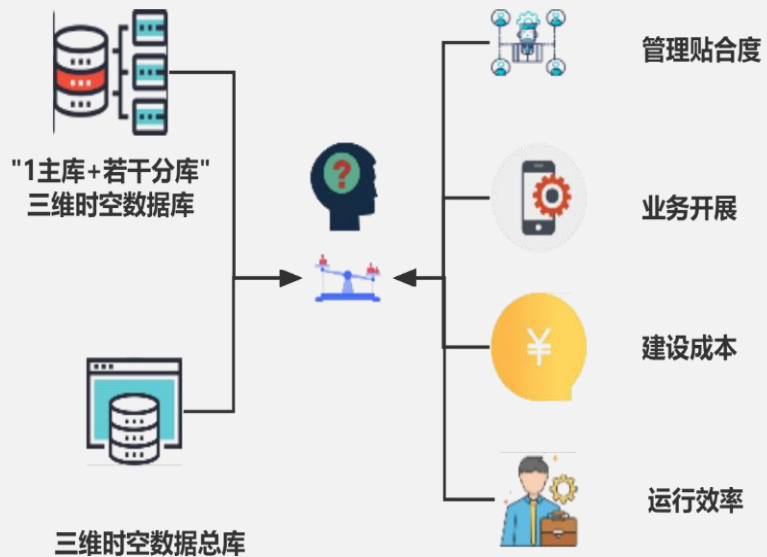 "1主库+若干分库"
三维时空数据库
三维时空数据总库
?
管理贴合度
业务开展
¥
建设成本
运行效率